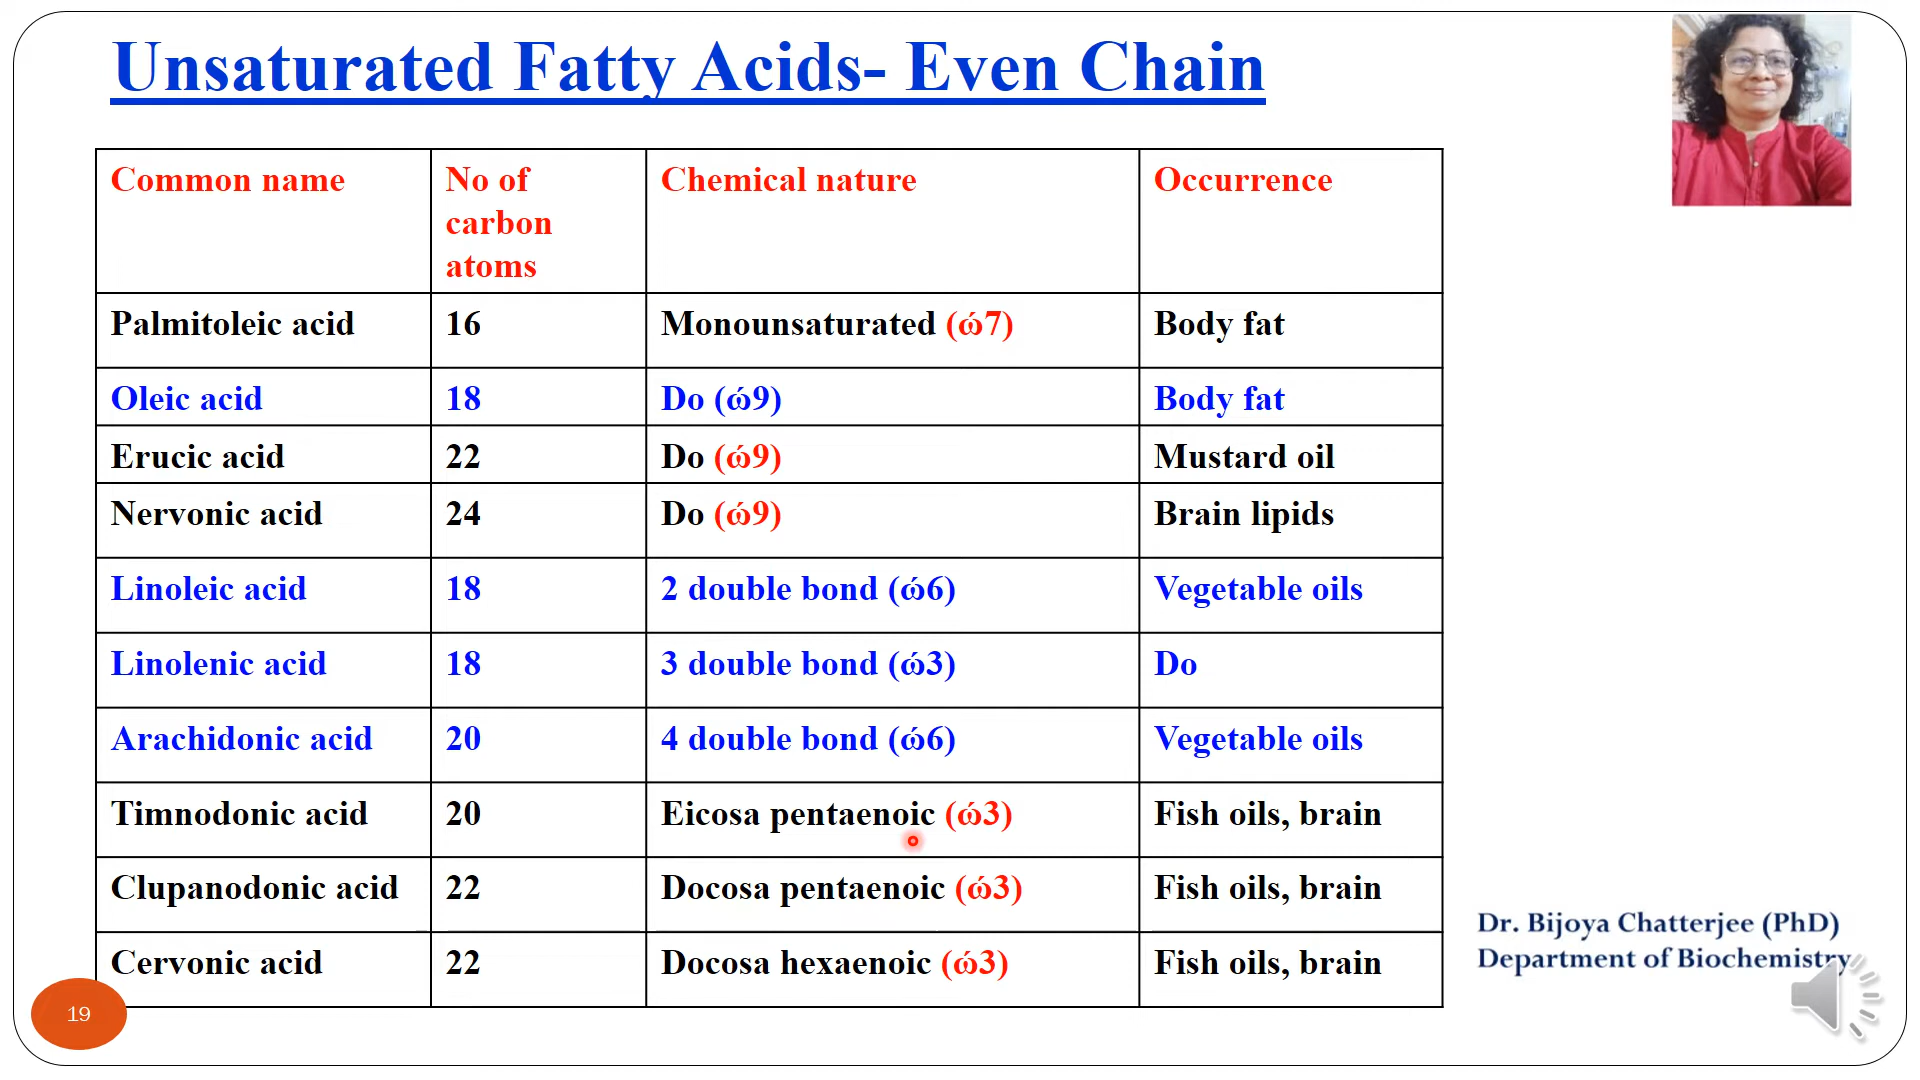 Unsaturated Fatty Acids- Even Chain
Common name No of carbon atoms Chemical nature Occurrence
Palmitoleic acid 16 Monounsaturated (ώ7) Body fat
Oleic acid 18 Do (ώ9) Body fat
Erucic acid 22 Do (ώ9) Mustard oil
Nervonic acid 24 Do (ώ9) Brain lipids
Linoleic acid 18 2 double bond (ώ6) Vegetable oils
Linolenic acid 18 3 double bond (ώ3) Do
Arachidonic acid 20 4 double bond (ώ6) Vegetable oils
Timnodonic acid 20 Eicosa pentaenoic (ώ3) Fish oils, brain
Clupanodonic acid 22 Docosa pentaenoic (ώ3) Fish oils, brain
Cervonic acid 22 Docosa hexaenoic (ώ3) Fish oils, brain
Dr. Bijoya Chatterjee (PhD)
Department of Biochemistry
19